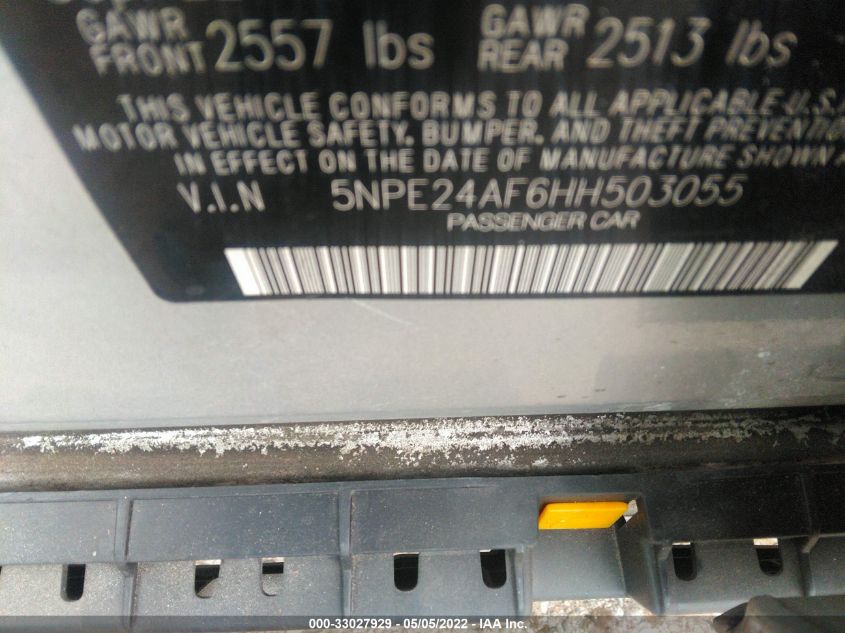 GAWR FRONT 2557 lbs GAWR REAR 2513 lbs
THIS VEHICLE CONFORMS TO ALL APPLICABLE U.S.
MOTOR VEHICLE SAFETY, BUMPER, AND THEFT PREVENTION
IN EFFECT ON THE DATE OF MANUFACTURE SHOWN
V.I.N 5NPE24AF6HH503055
PASSENGER CAR
000-33027929 - 05/05/2022 - IAA Inc.